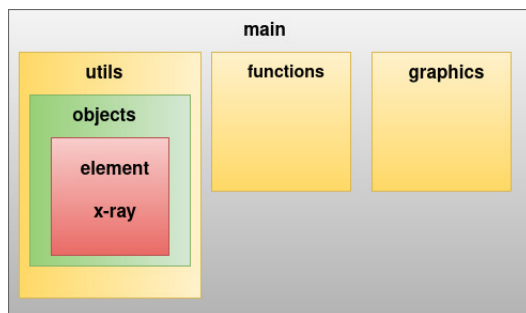 main
utils
functions
graphics
objects
element
x-ray